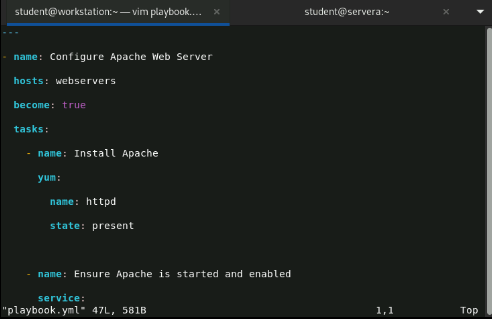 student@workstation:~ — vim playbook.... ×
student@servera:~ ×
---
- name: Configure Apache Web Server
  hosts: webservers
  become: true
  tasks:
    - name: Install Apache
      yum:
        name: httpd
        state: present
    - name: Ensure Apache is started and enabled
      service:
"playbook.yml" 47L, 581B 1,1 Top